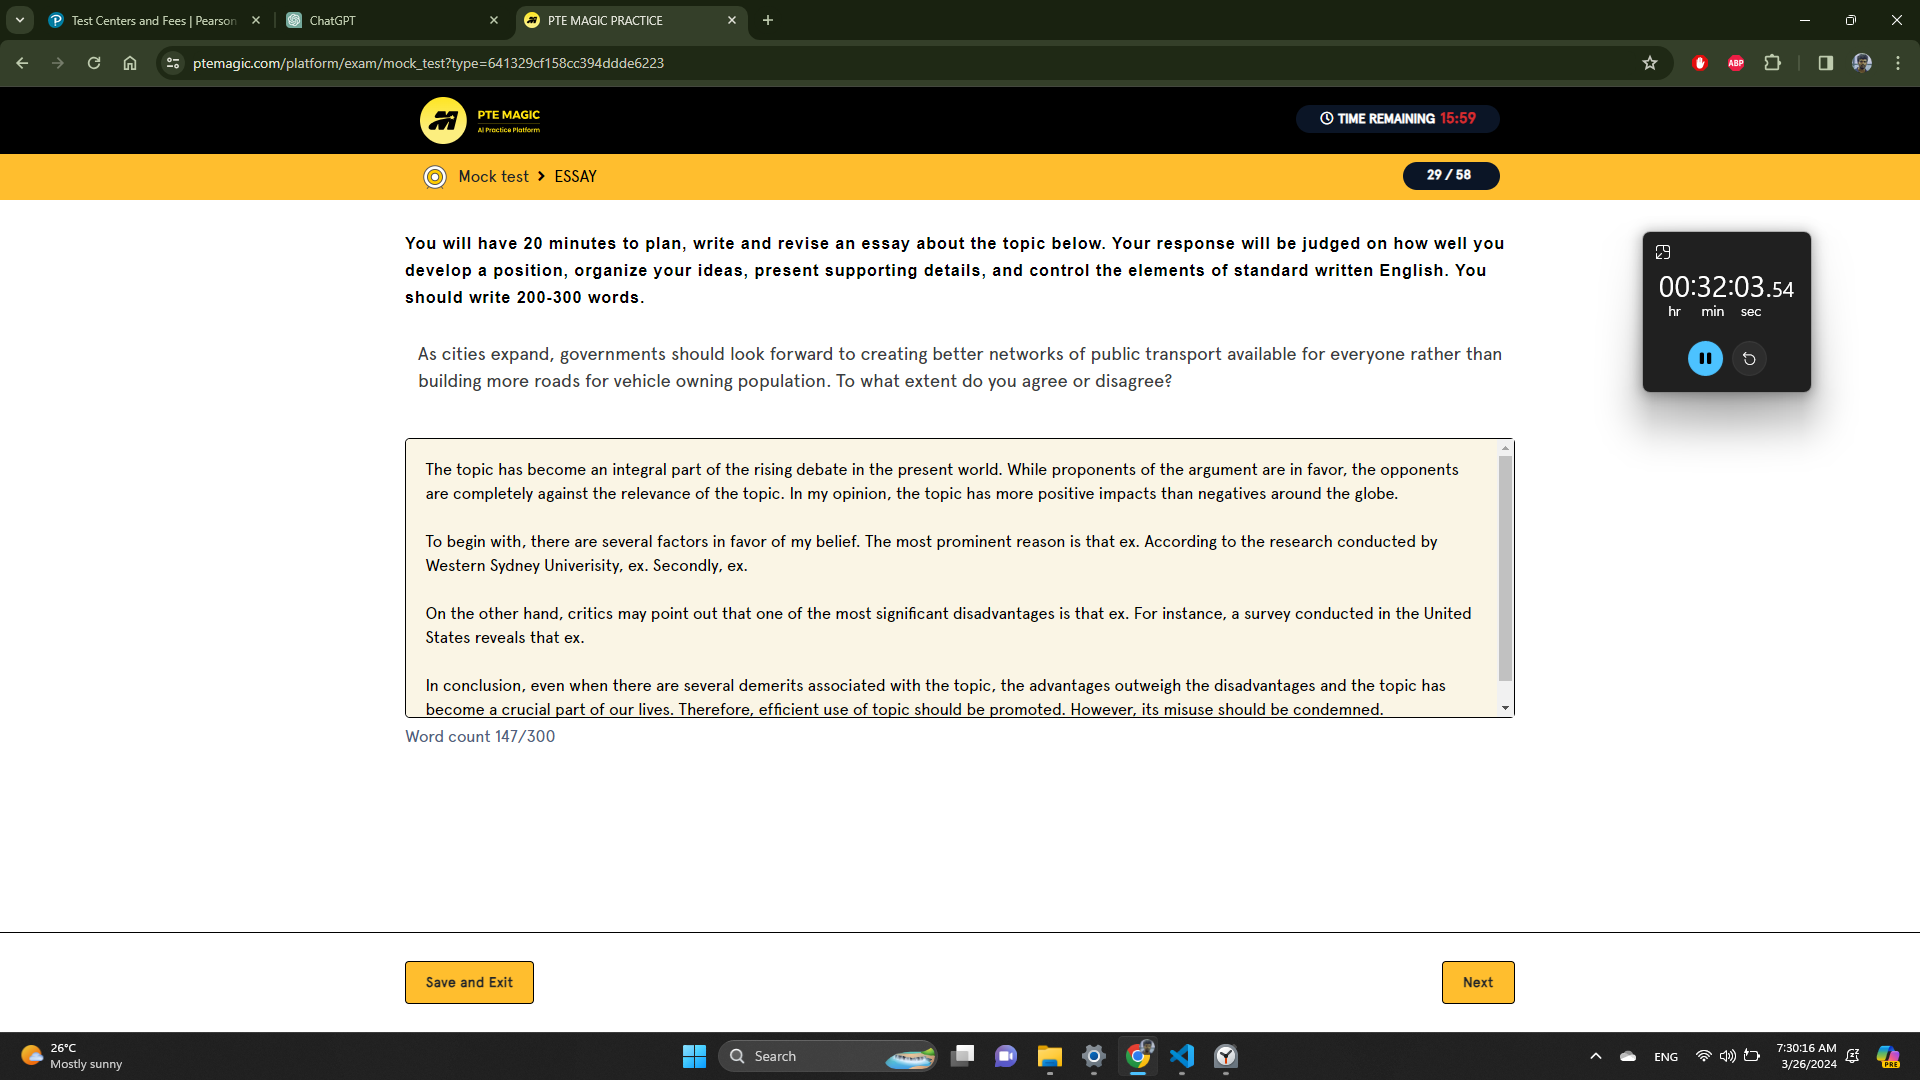 Test Centers and Fees | Pearson
ChatGPT
PTE MAGIC PRACTICE
ptemagic.com/platform/exam/mock_test?type=641329cf158cc394ddde6223
ABP
PTE MAGIC
AI Practice Platform
TIME REMAINING 15:59
Mock test > ESSAY
29 / 58
You will have 20 minutes to plan, write and revise an essay about the topic below. Your response will be judged on how well you
develop a position, organize your ideas, present supporting details, and control the elements of standard written English. You
should write 200-300 words.
00:32:03.54
hr min sec
As cities expand, governments should look forward to creating better networks of public transport available for everyone rather than
building more roads for vehicle owning population. To what extent do you agree or disagree?
The topic has become an integral part of the rising debate in the present world. While proponents of the argument are in favor, the opponents
are completely against the relevance of the topic. In my opinion, the topic has more positive impacts than negatives around the globe.
To begin with, there are several factors in favor of my belief. The most prominent reason is that ex. According to the research conducted by
Western Sydney Univerisity, ex. Secondly, ex.
On the other hand, critics may point out that one of the most significant disadvantages is that ex. For instance, a survey conducted in the United
States reveals that ex.
In conclusion, even when there are several demerits associated with the topic, the advantages outweigh the disadvantages and the topic has
become a crucial part of our lives. Therefore, efficient use of topic should be promoted. However, its misuse should be condemned.
Word count 147/300
Save and Exit
Next
26°C
Mostly sunny
Search
ENG
7:30:16 AM
3/26/2024
PRE